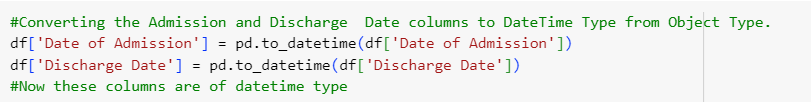 #Converting the Admission and Discharge  Date columns to DateTime Type from Object Type.
df['Date of Admission'] = pd.to_datetime(df['Date of Admission'])
df['Discharge Date'] = pd.to_datetime(df['Discharge Date'])
#Now these columns are of datetime type